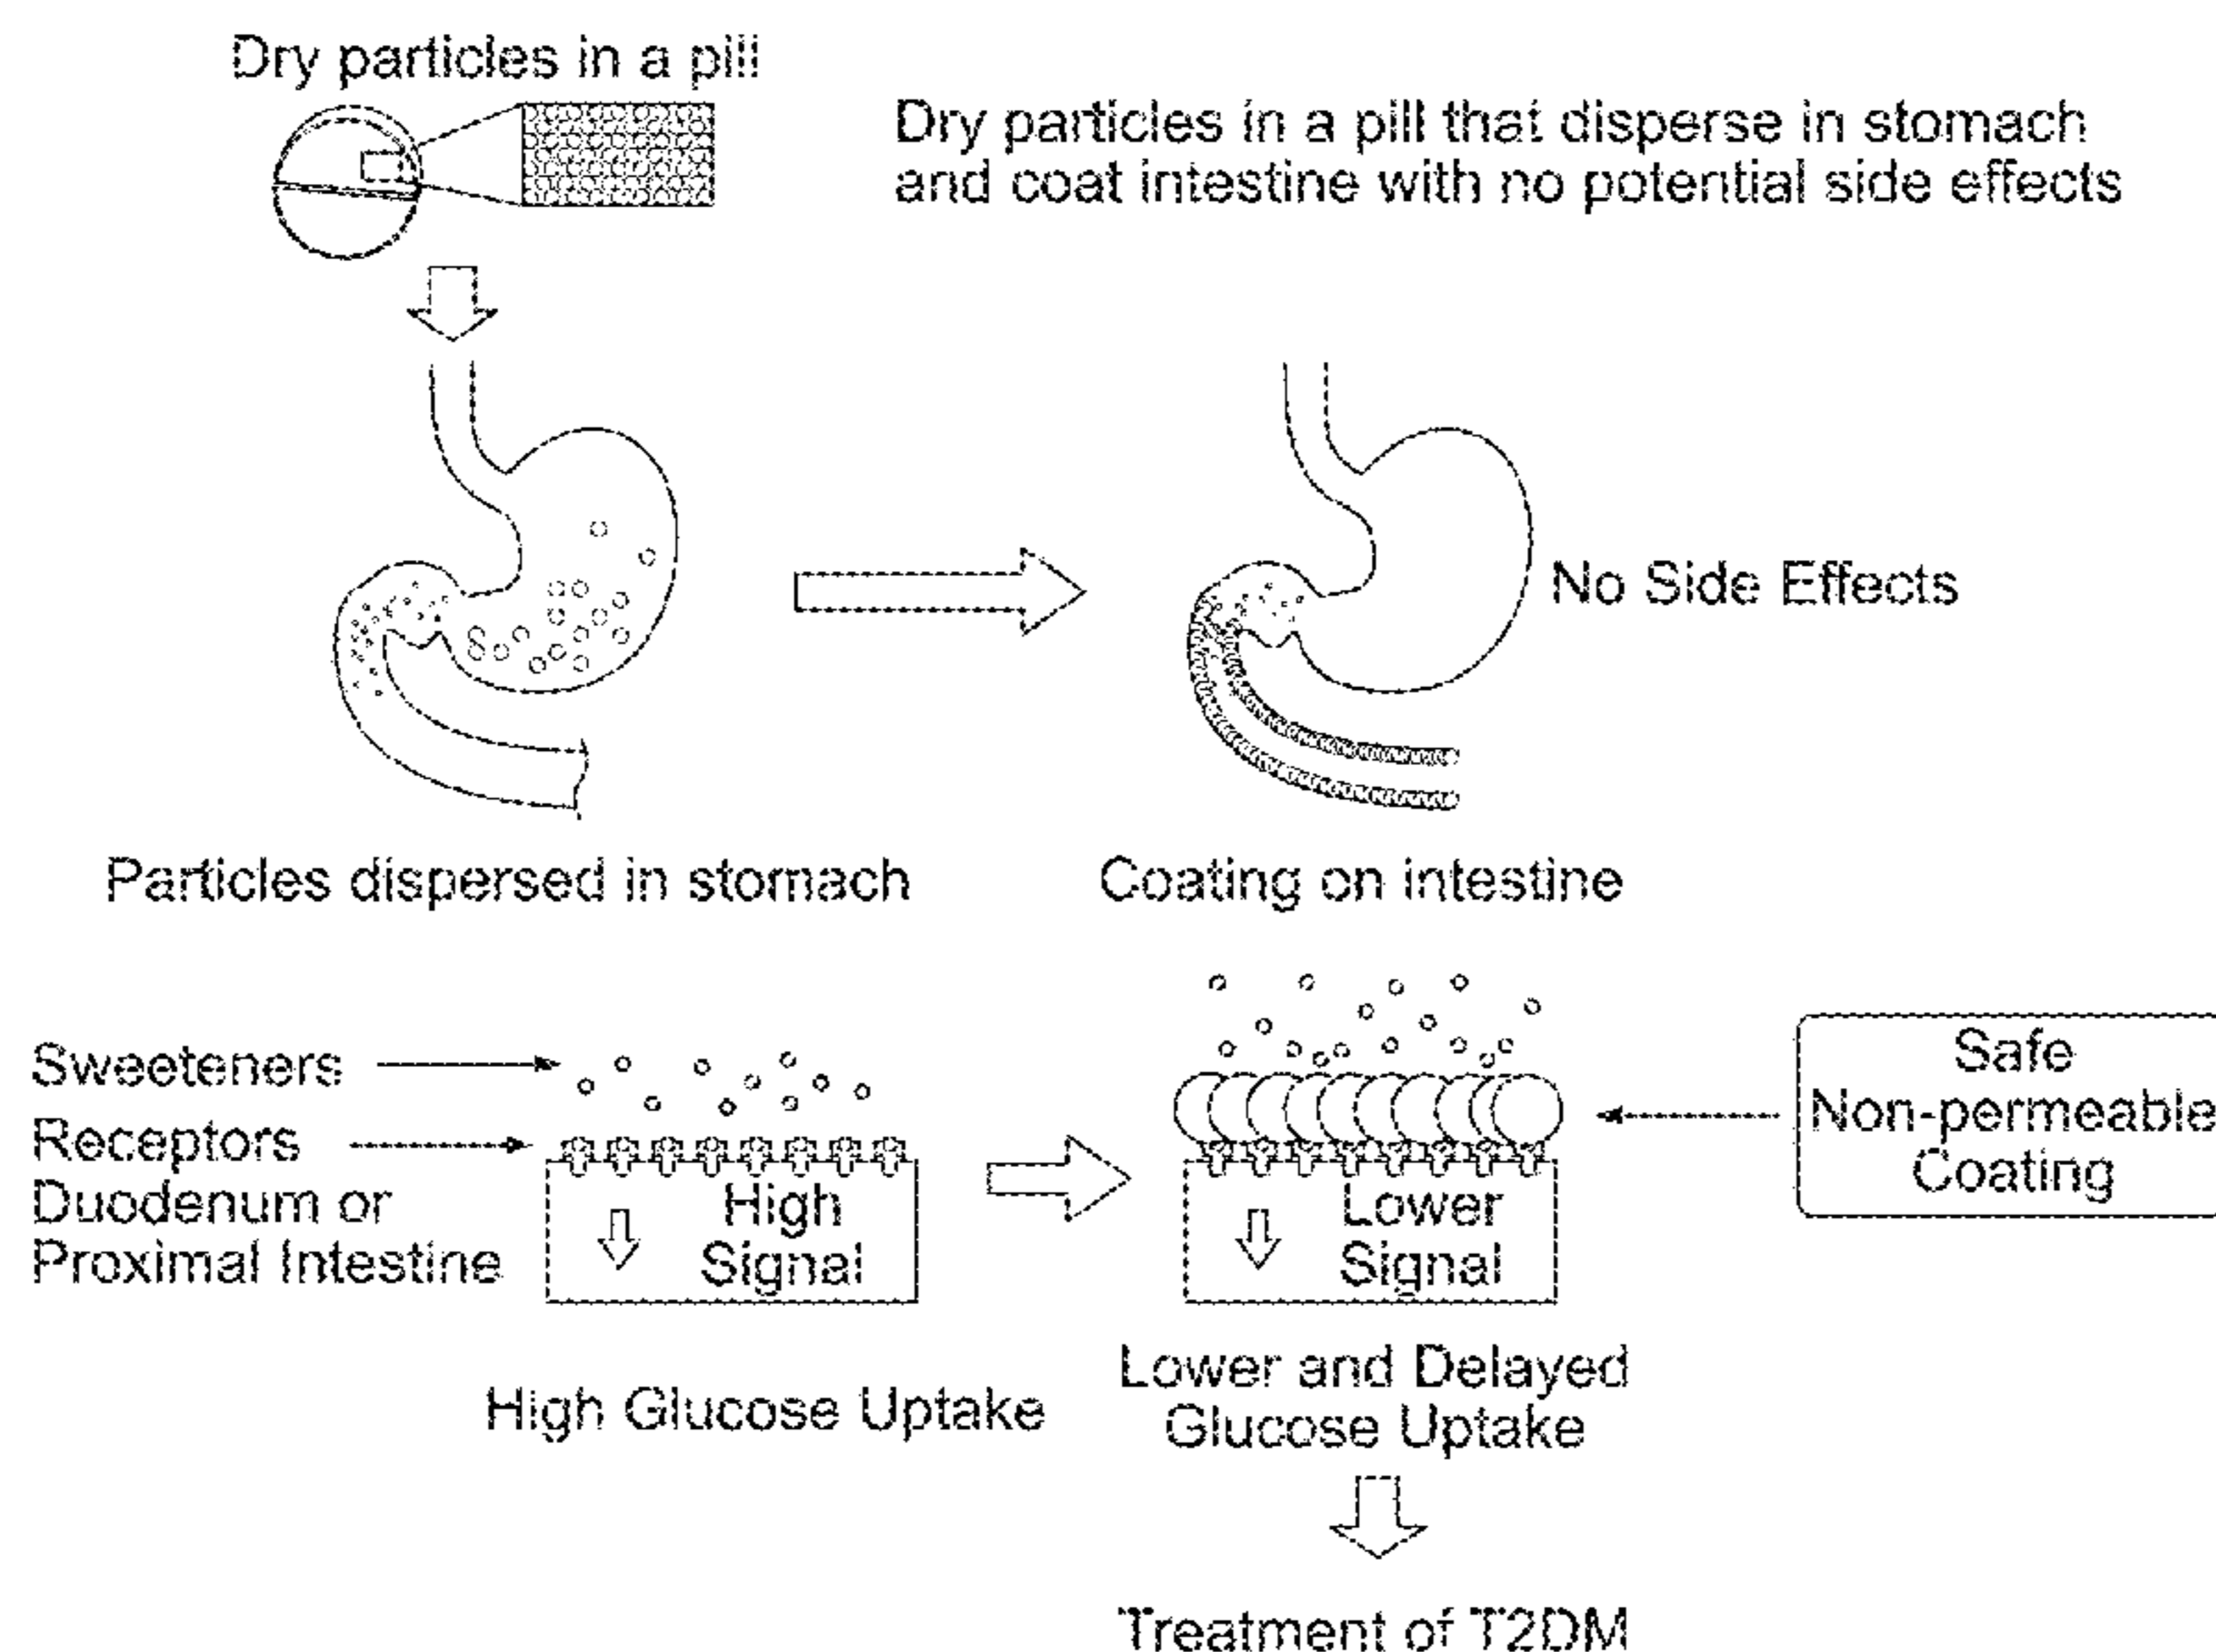 Dry particles in a pill
Dry particles in a pill that disperse in stomach
and coat intestine with no potential side effects
No Side Effects
Particles dispersed in stomach
Coating on intestine
Sweeteners
Receptors
Duodenum or
Proximal Intestine
High
Signal
Lower
Signal
Safe
Non-permeable
Coating
High Glucose Uptake
Lower and Delayed
Glucose Uptake
Treatment of T2DM